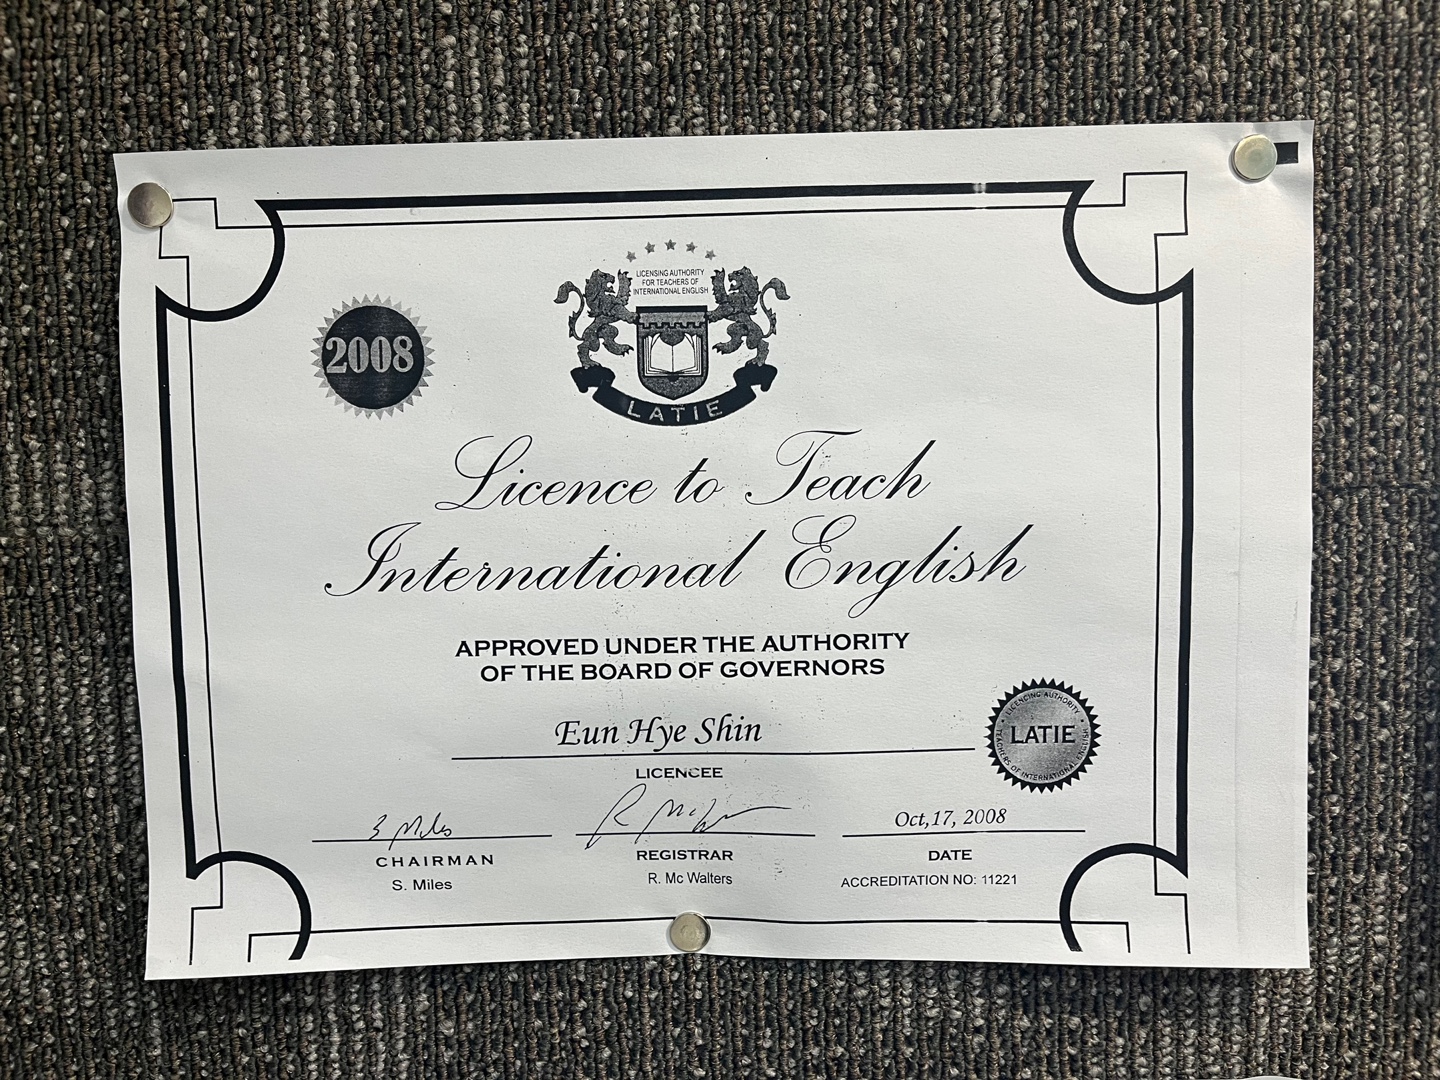 LICENSING AUTHORITY
FOR TEACHERS OF
INTERNATIONAL ENGLISH
2008
LATIE
Licence to Teach
International English
APPROVED UNDER THE AUTHORITY
OF THE BOARD OF GOVERNORS
Eun Hye Shin
LICENCEE
LICENCING AUTHORITY
LATIE
TEACHERS OF INTERNATIONAL ENGLISH
S Miles
R Mc
Oct,17, 2008
CHAIRMAN
REGISTRAR
DATE
S. Miles
R. Mc Walters
ACCREDITATION NO: 11221